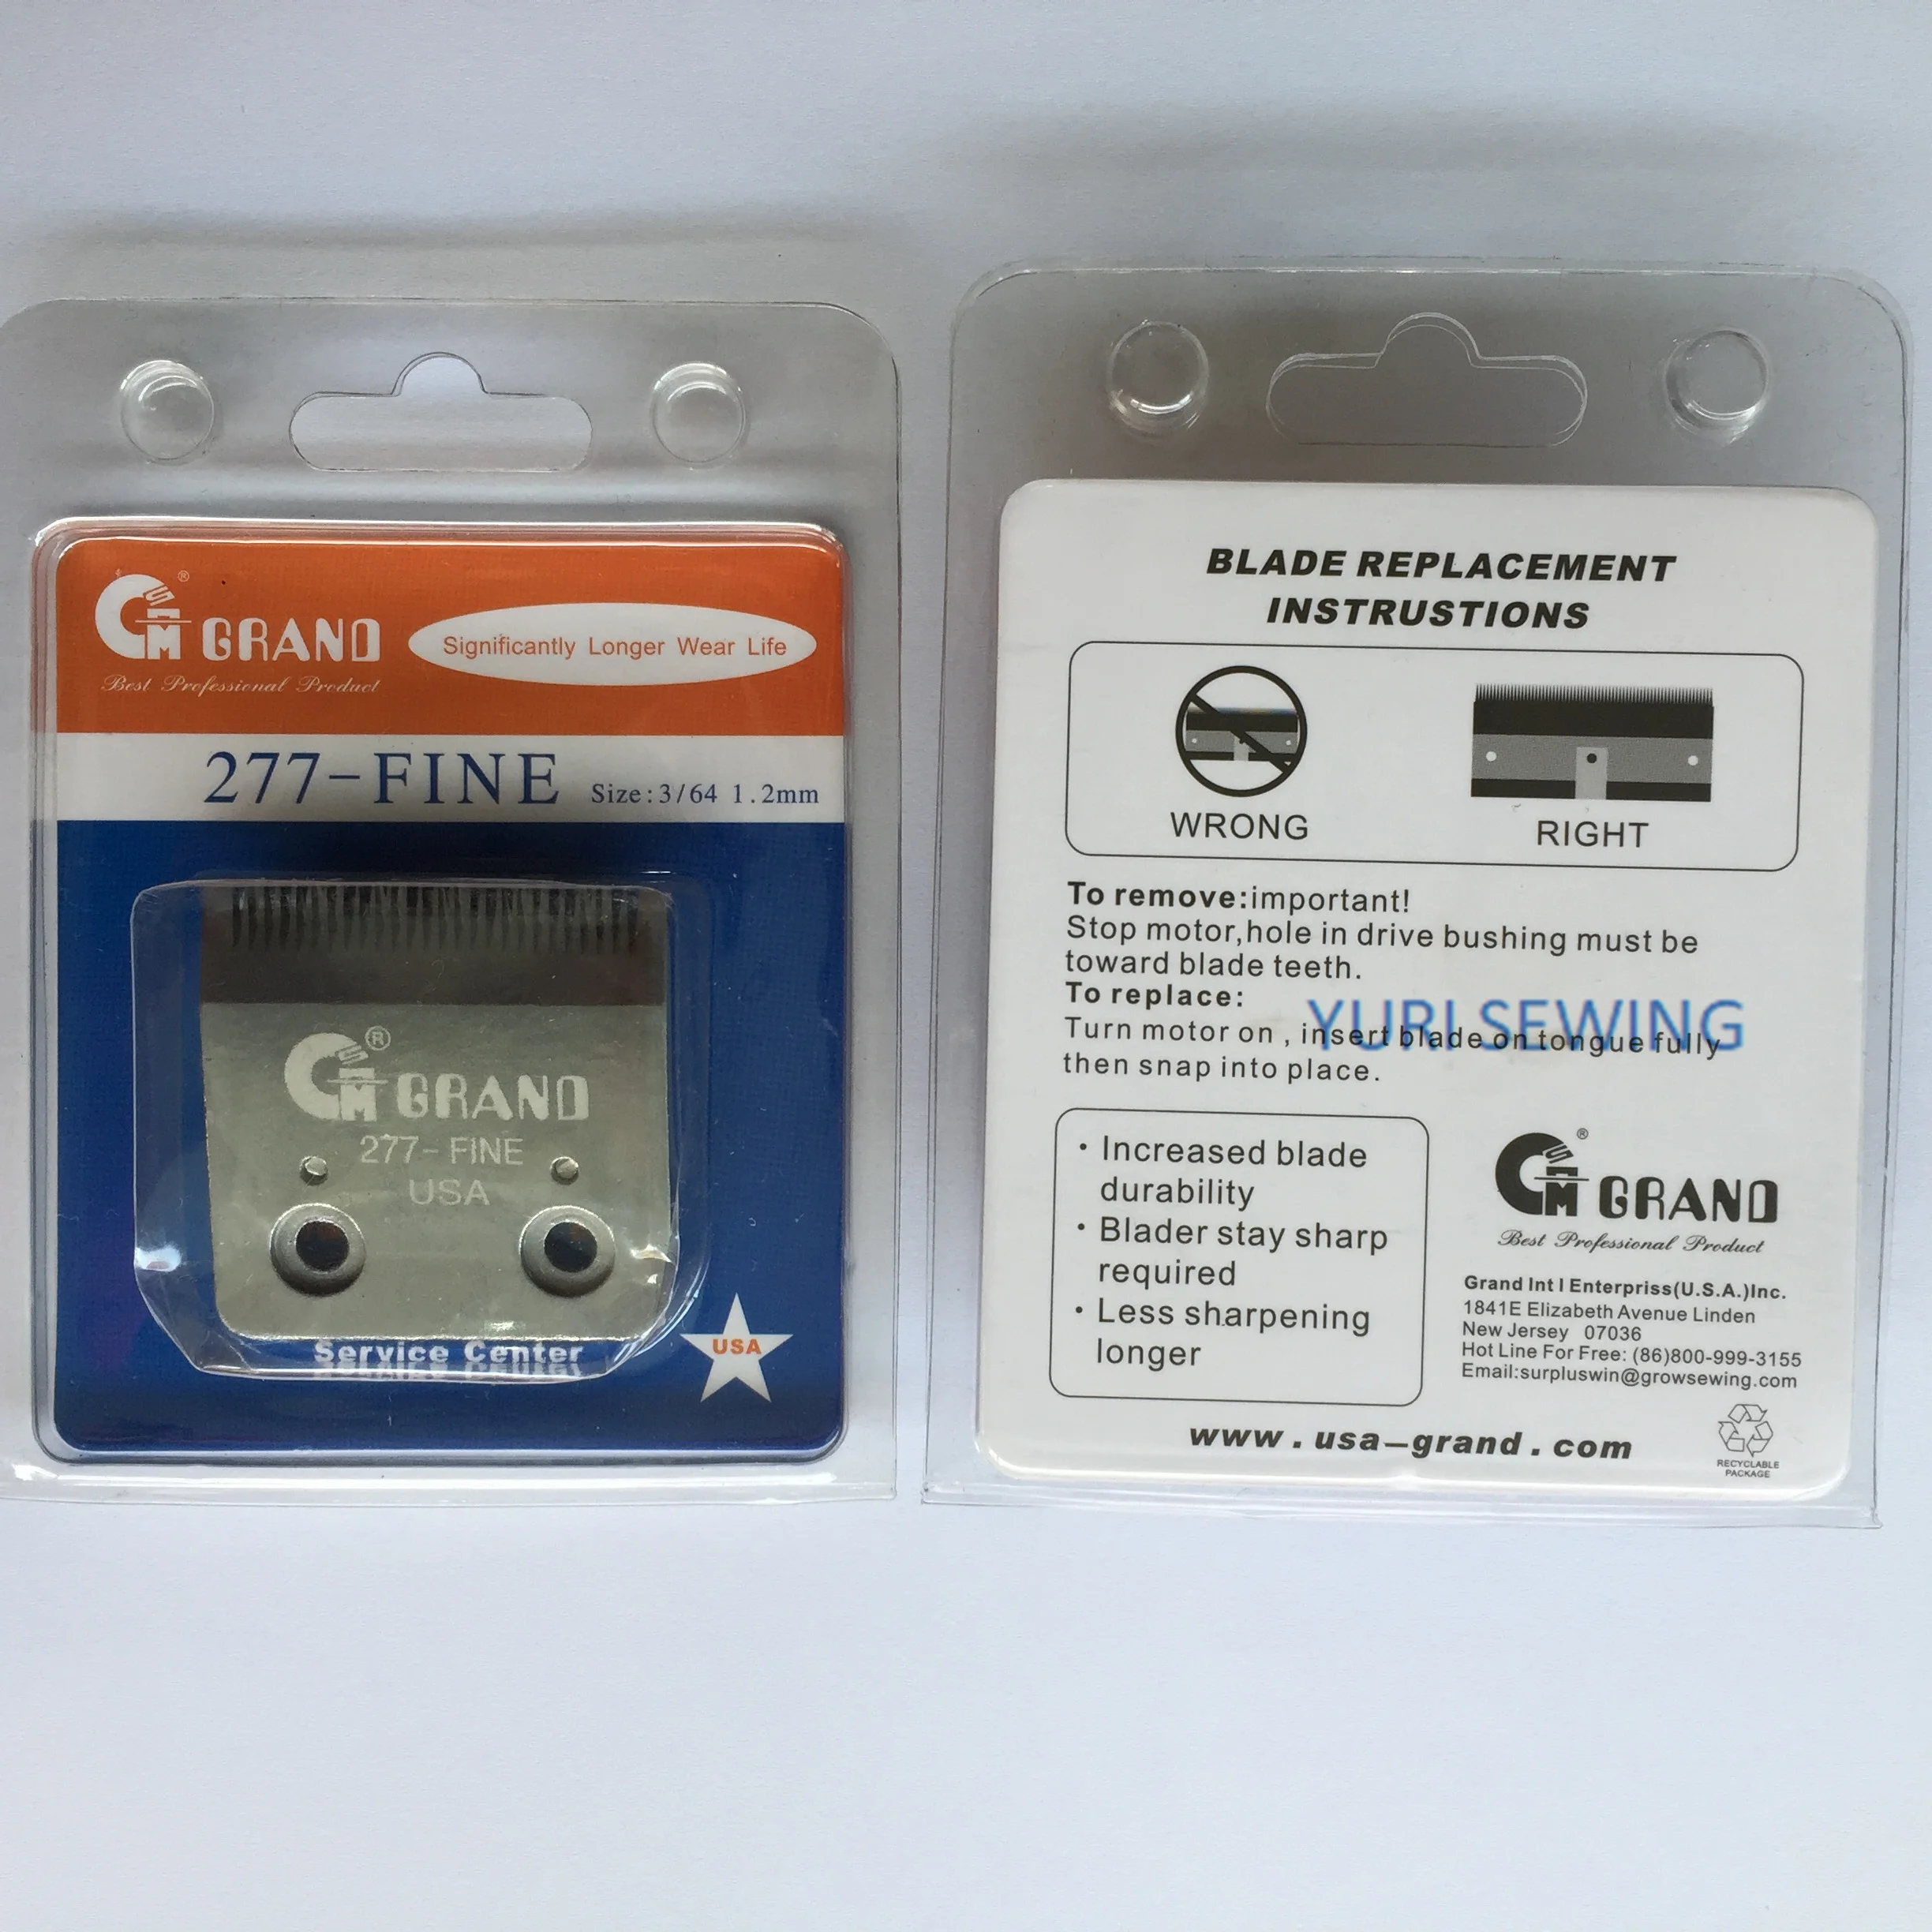 GRAND
Best Professional Product
Significantly Longer Wear Life
277-FINE Size:3/64 1.2mm
GRAND
277-FINE
USA
Service Center
USA
BLADE REPLACEMENT
INSTRUSTIONS
WRONG
RIGHT
To remove:important!
Stop motor,hole in drive bushing must be
toward blade teeth.
To replace:
Turn motor on , insert blade on tongue fully
then snap into place.
YURI SEWING
· Increased blade
durability
· Blader stay sharp
required
· Less sharpening
longer
GRAND
Best Professional Product
Grand Int l Enterpriss(U.S.A.)Inc.
1841E Elizabeth Avenue Linden
New Jersey 07036
Hot Line For Free: (86)800-999-3155
Email:surpluswin@growsewing.com
www.usa-grand.com
RECYCLABLE
PACKAGE